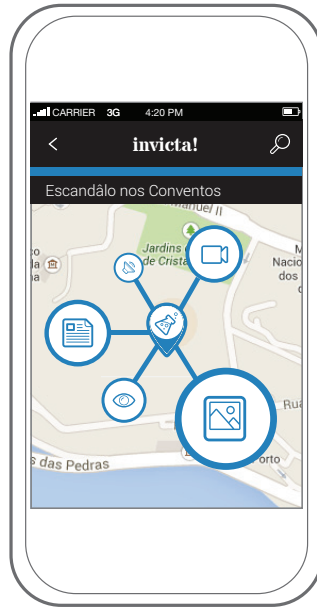 CARRIER 3G 4:20 PM
invicta!
Escandâlo nos Conventos
Manuel II
Jardins
de Crista
Nacio
dos
Rua
das Pedras
Porto